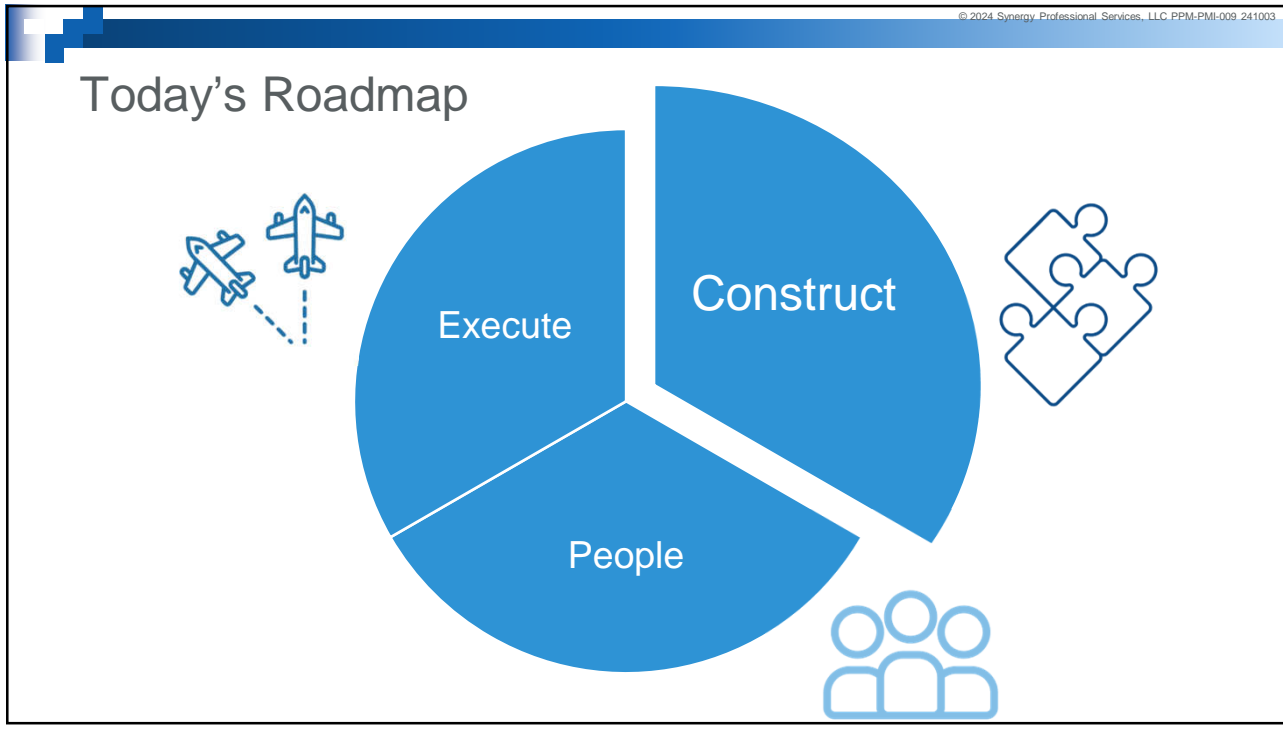 © 2024 Synergy Professional Services, LLC PPM-PMI-009 241003
Today’s Roadmap
Construct
Execute
People